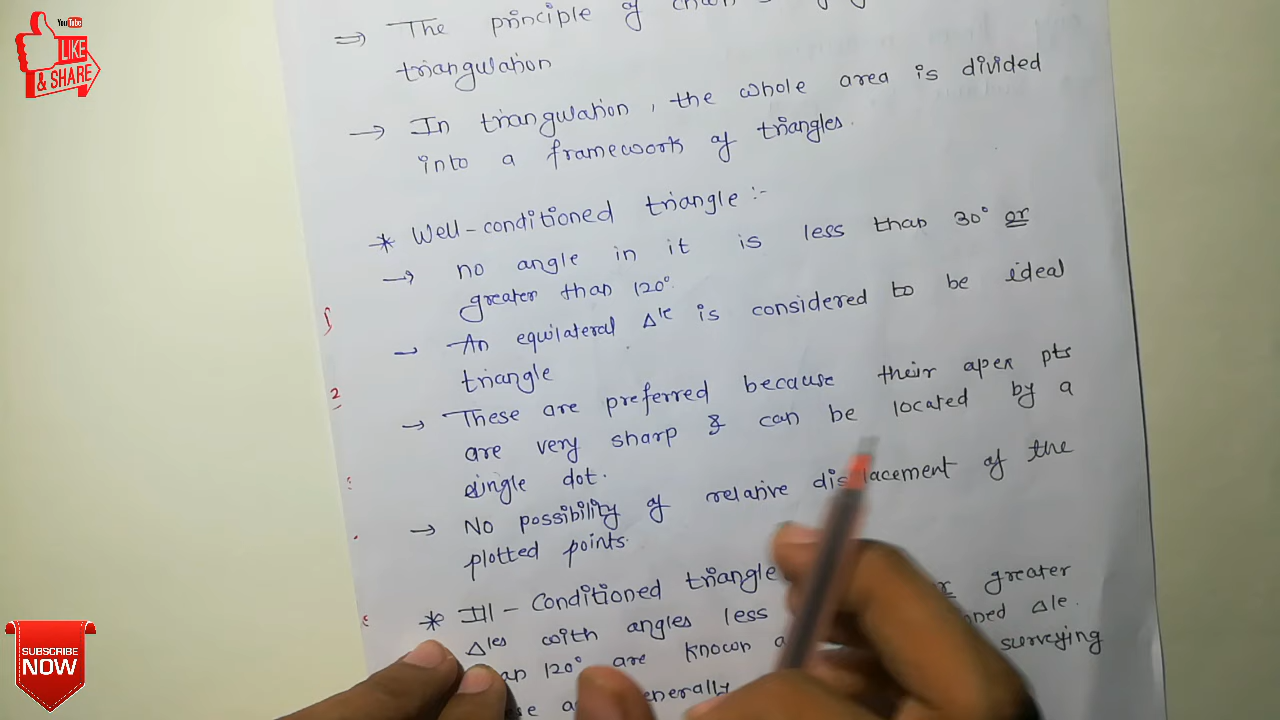 YouTube
LIKE
& SHARE
⇒ The principle of
triangulation
→ In triangulation, the whole area is divided
into a framework of triangles.
* Well-conditioned triangle :-
→ no angle in it is less than 30° or
greater than 120°.
→ An equilateral Δle is considered to be ideal
triangle
→ These are preferred because their apex pts
are very sharp & can be located by a
single dot.
→ No possibility of relative displacement of the
plotted points.
* Ill-Conditioned triangle
greater
Δles with angles less
120° are known
Δle.
surveying
2
SUBSCRIBE
NOW